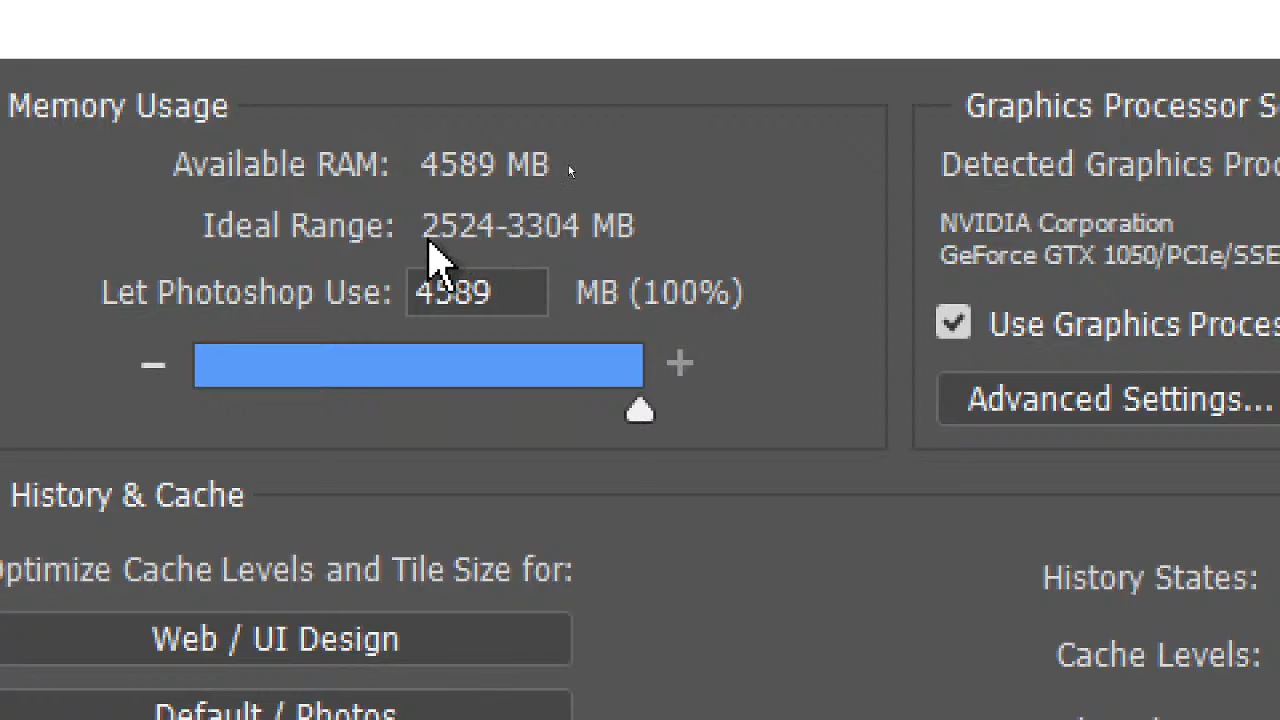 Memory Usage
Available RAM: 4589 MB
Ideal Range: 2524-3304 MB
Let Photoshop Use: 4589 MB (100%)
−
+
Graphics Processor S
Detected Graphics Proc
NVIDIA Corporation
GeForce GTX 1050/PCIe/SSE
Use Graphics Proces
Advanced Settings...
History & Cache
Optimize Cache Levels and Tile Size for:
Web / UI Design
Default / Photos
History States:
Cache Levels: